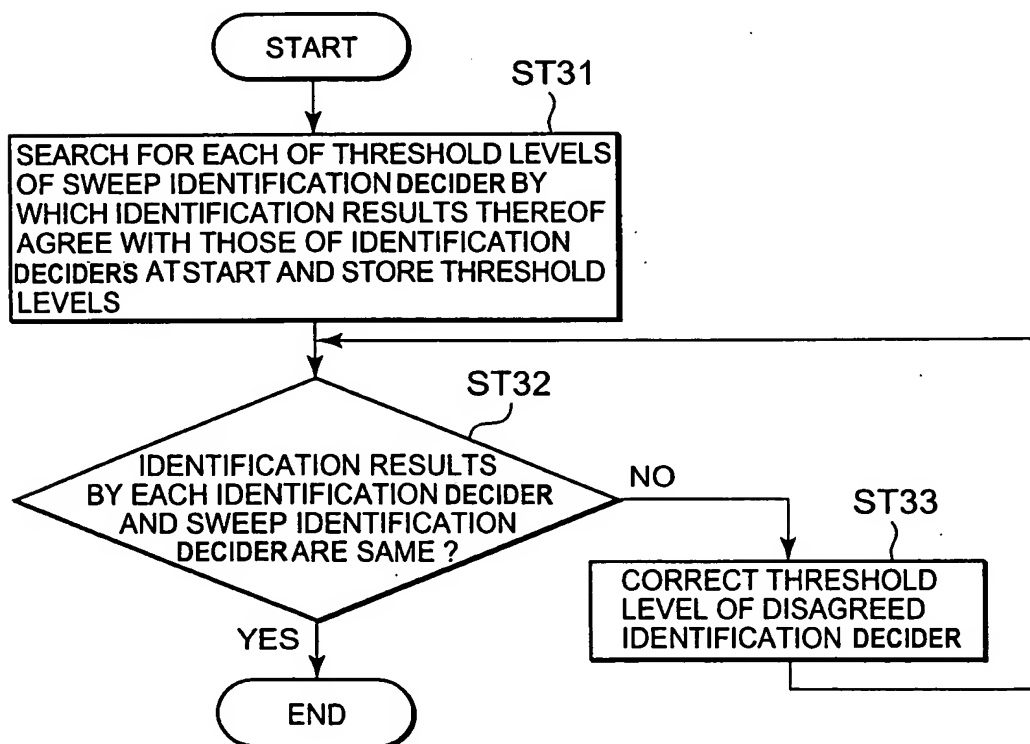 START
ST31
SEARCH FOR EACH OF THRESHOLD LEVELS
OF SWEEP IDENTIFICATION DECIDER BY
WHICH IDENTIFICATION RESULTS THEREOF
AGREE WITH THOSE OF IDENTIFICATION
DECIDERS AT START AND STORE THRESHOLD
LEVELS
ST32
IDENTIFICATION RESULTS
BY EACH IDENTIFICATION DECIDER
AND SWEEP IDENTIFICATION
DECIDER ARE SAME ?
NO
ST33
CORRECT THRESHOLD
LEVEL OF DISAGREED
IDENTIFICATION DECIDER
YES
END